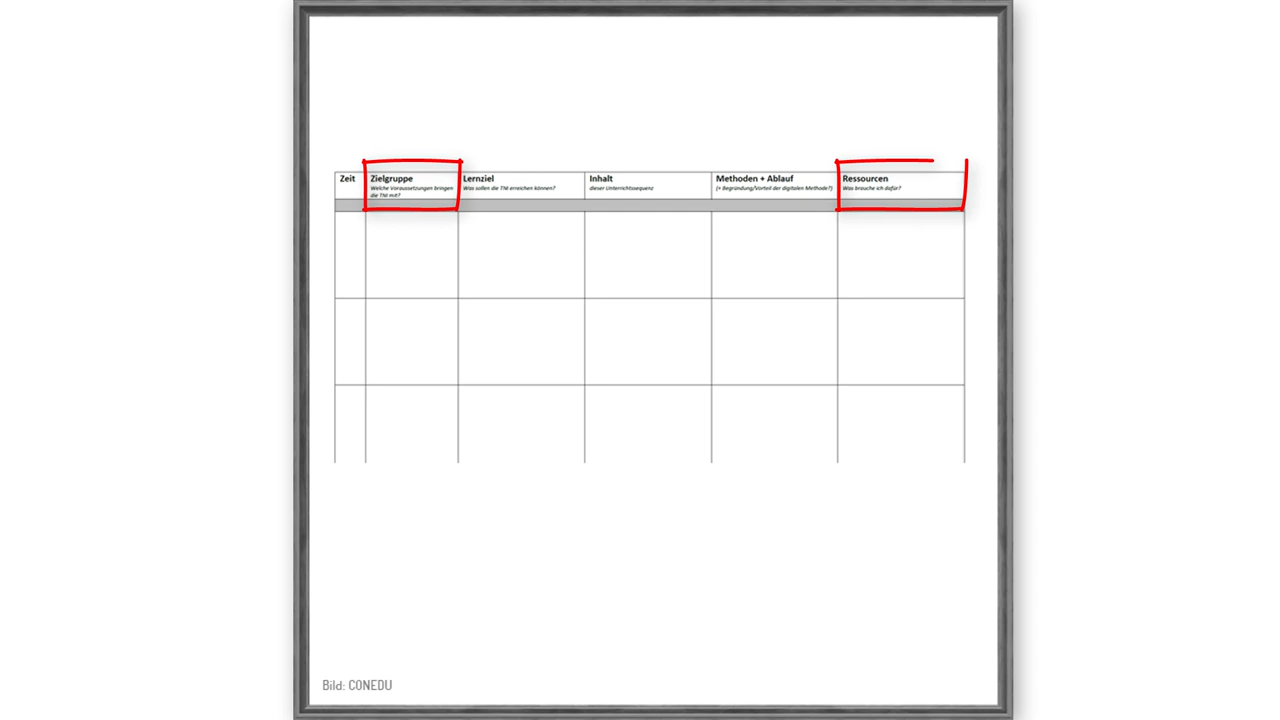 Zeit
Zielgruppe
Welche Voraussetzungen bringen
die TN mit?
Lernziel
Was sollen die TN erreichen können?
Inhalt
dieser Unterrichtssequenz
Methoden + Ablauf
(+ Begründung/Vorteil der digitalen Methode?)
Ressourcen
Was brauche ich dafür?
Bild: CONEDU